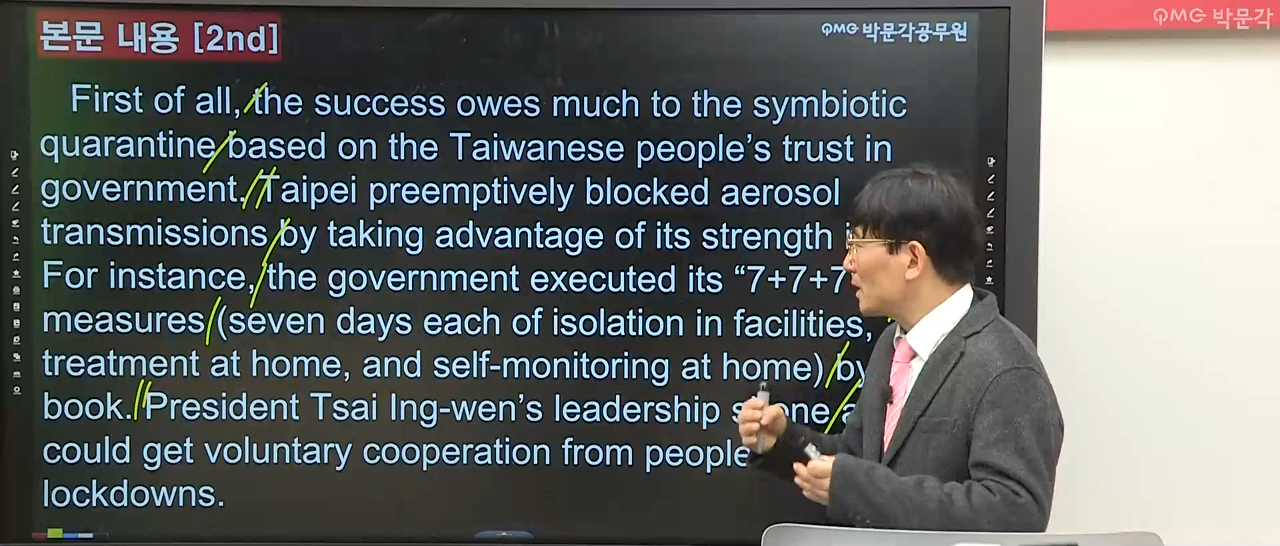 본문 내용 [2nd]
PMG 박문각공무원
PMG 박문각
First of all, the success owes much to the symbiotic
quarantine based on the Taiwanese people's trust in
government. Taipei preemptively blocked aerosol
transmissions by taking advantage of its strength
For instance, the government executed its “7+7+7
measures (seven days each of isolation in facilities,
treatment at home, and self-monitoring at home) by
book. President Tsai Ing-wen's leadership
could get voluntary cooperation from people
lockdowns.